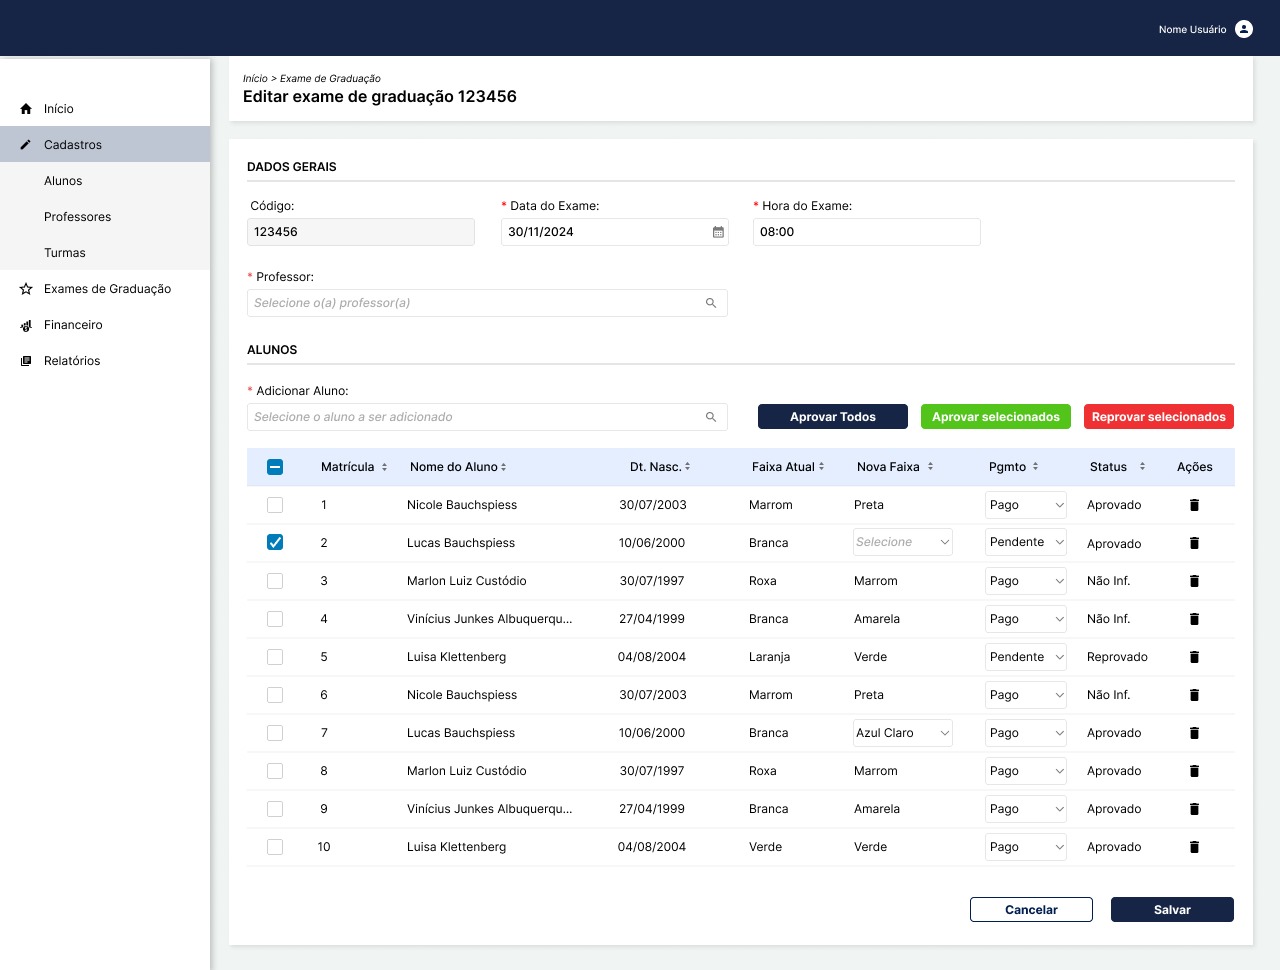 Nome Usuário
Início > Exame de Graduação
Editar exame de graduação 123456
Início
Cadastros
Alunos
Professores
Turmas
Exames de Graduação
Financeiro
Relatórios
DADOS GERAIS
Código: * Data do Exame: * Hora do Exame:
123456 30/11/2024 08:00
* Professor:
Selecione o(a) professor(a)
ALUNOS
* Adicionar Aluno:
Selecione o aluno a ser adicionado Aprovar Todos Aprovar selecionados Reprovar selecionados
Matrícula Nome do Aluno Dt. Nasc. Faixa Atual Nova Faixa Pgmto Status Ações
1 Nicole Bauchspiess 30/07/2003 Marrom Preta Pago Aprovado
2 Lucas Bauchspiess 10/06/2000 Branca Selecione Pendente Aprovado
3 Marlon Luiz Custódio 30/07/1997 Roxa Marrom Pago Não Inf.
4 Vinícius Junkes Albuquerqu... 27/04/1999 Branca Amarela Pago Não Inf.
5 Luisa Klettenberg 04/08/2004 Laranja Verde Pendente Reprovado
6 Nicole Bauchspiess 30/07/2003 Marrom Preta Pago Não Inf.
7 Lucas Bauchspiess 10/06/2000 Branca Azul Claro Pago Aprovado
8 Marlon Luiz Custódio 30/07/1997 Roxa Marrom Pago Aprovado
9 Vinícius Junkes Albuquerqu... 27/04/1999 Branca Amarela Pago Aprovado
10 Luisa Klettenberg 04/08/2004 Verde Verde Pago Aprovado
Cancelar Salvar